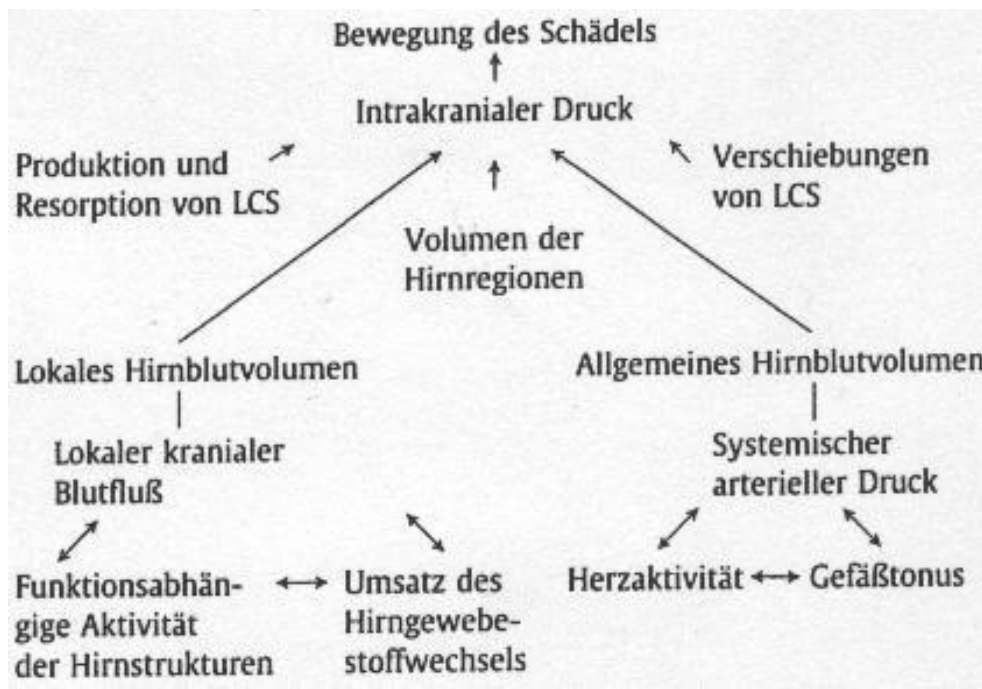 Bewegung des Schädels
Intrakranialer Druck
Produktion und
Resorption von LCS
Verschiebungen
von LCS
Volumen der
Hirnregionen
Lokales Hirnblutvolumen
Allgemeines Hirnblutvolumen
Lokaler kranialer
Blutfluß
Systemischer
arterieller Druck
Funktionsabhän-
gige Aktivität
der Hirnstrukturen
Umsatz des
Hirngewebe-
stoffwechsels
Herzaktivität
Gefäßtonus